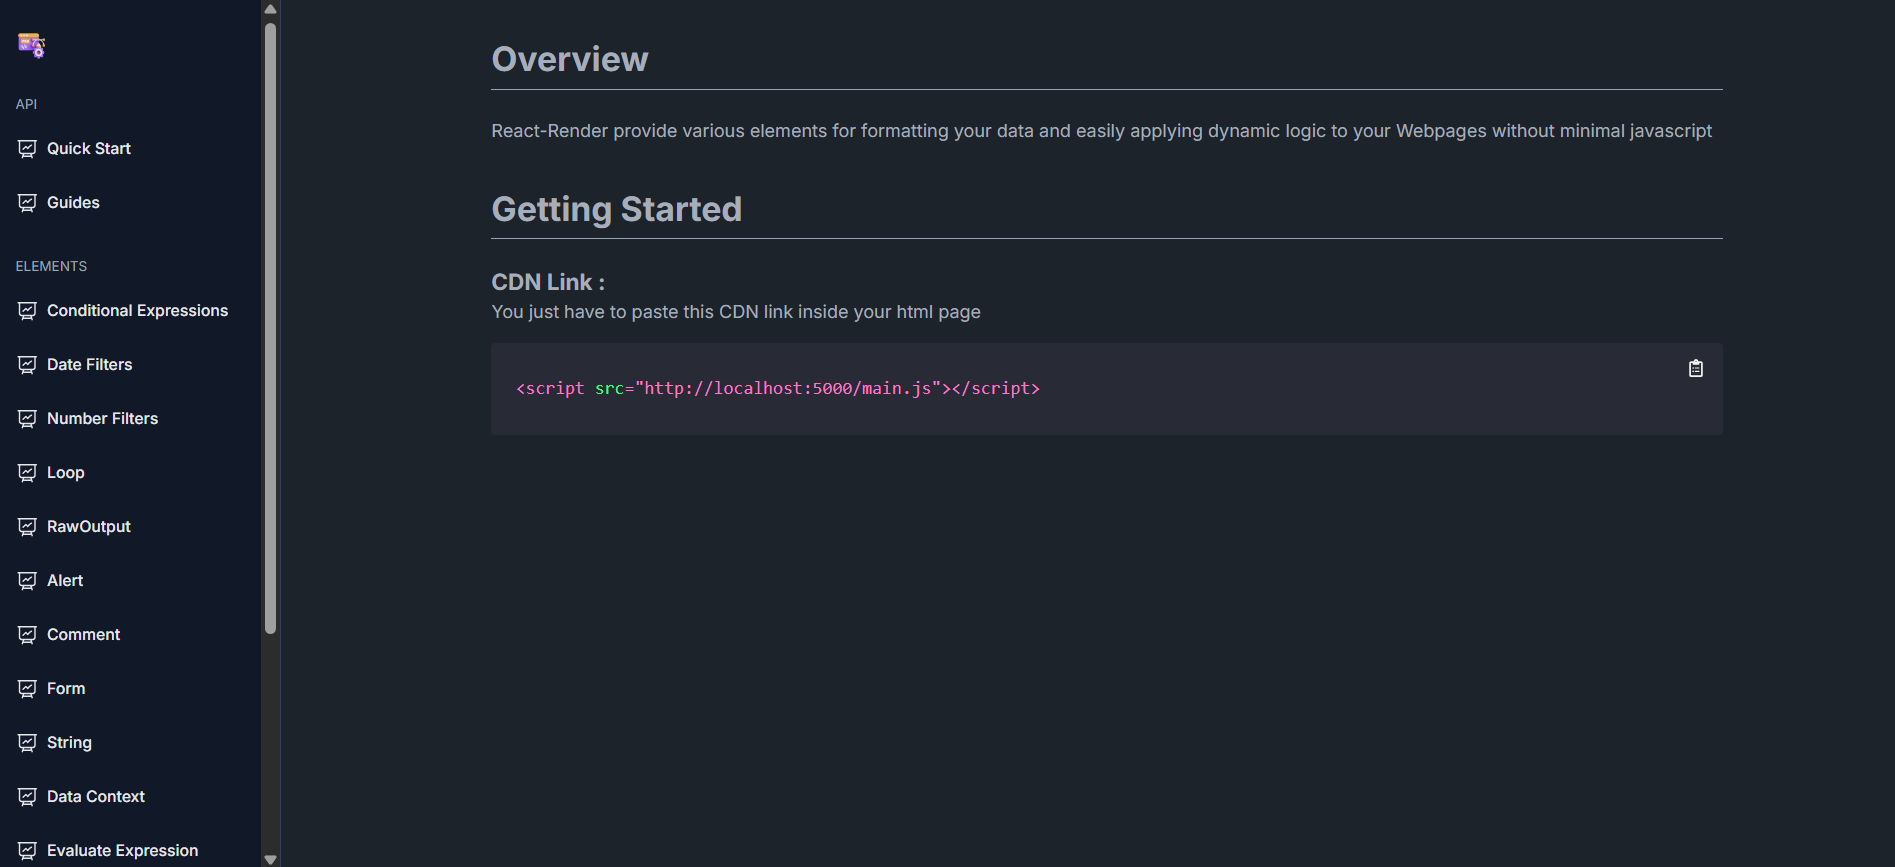 API
Quick Start
Guides
ELEMENTS
Conditional Expressions
Date Filters
Number Filters
Loop
RawOutput
Alert
Comment
Form
String
Data Context
Evaluate Expression
Overview
React-Render provide various elements for formatting your data and easily applying dynamic logic to your Webpages without minimal javascript
Getting Started
CDN Link :
You just have to paste this CDN link inside your html page
<script src="http://localhost:5000/main.js"></script>